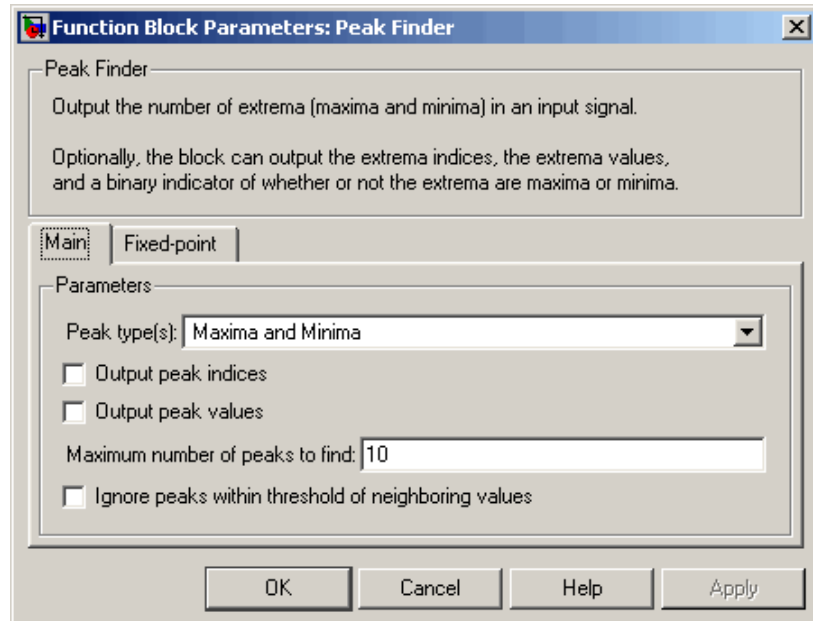 Function Block Parameters: Peak Finder
Peak Finder
Output the number of extrema (maxima and minima) in an input signal.
Optionally, the block can output the extrema indices, the extrema values,
and a binary indicator of whether or not the extrema are maxima or minima.
Main Fixed-point
Parameters
Peak type(s): Maxima and Minima
Output peak indices
Output peak values
Maximum number of peaks to find: 10
Ignore peaks within threshold of neighboring values
OK Cancel Help Apply